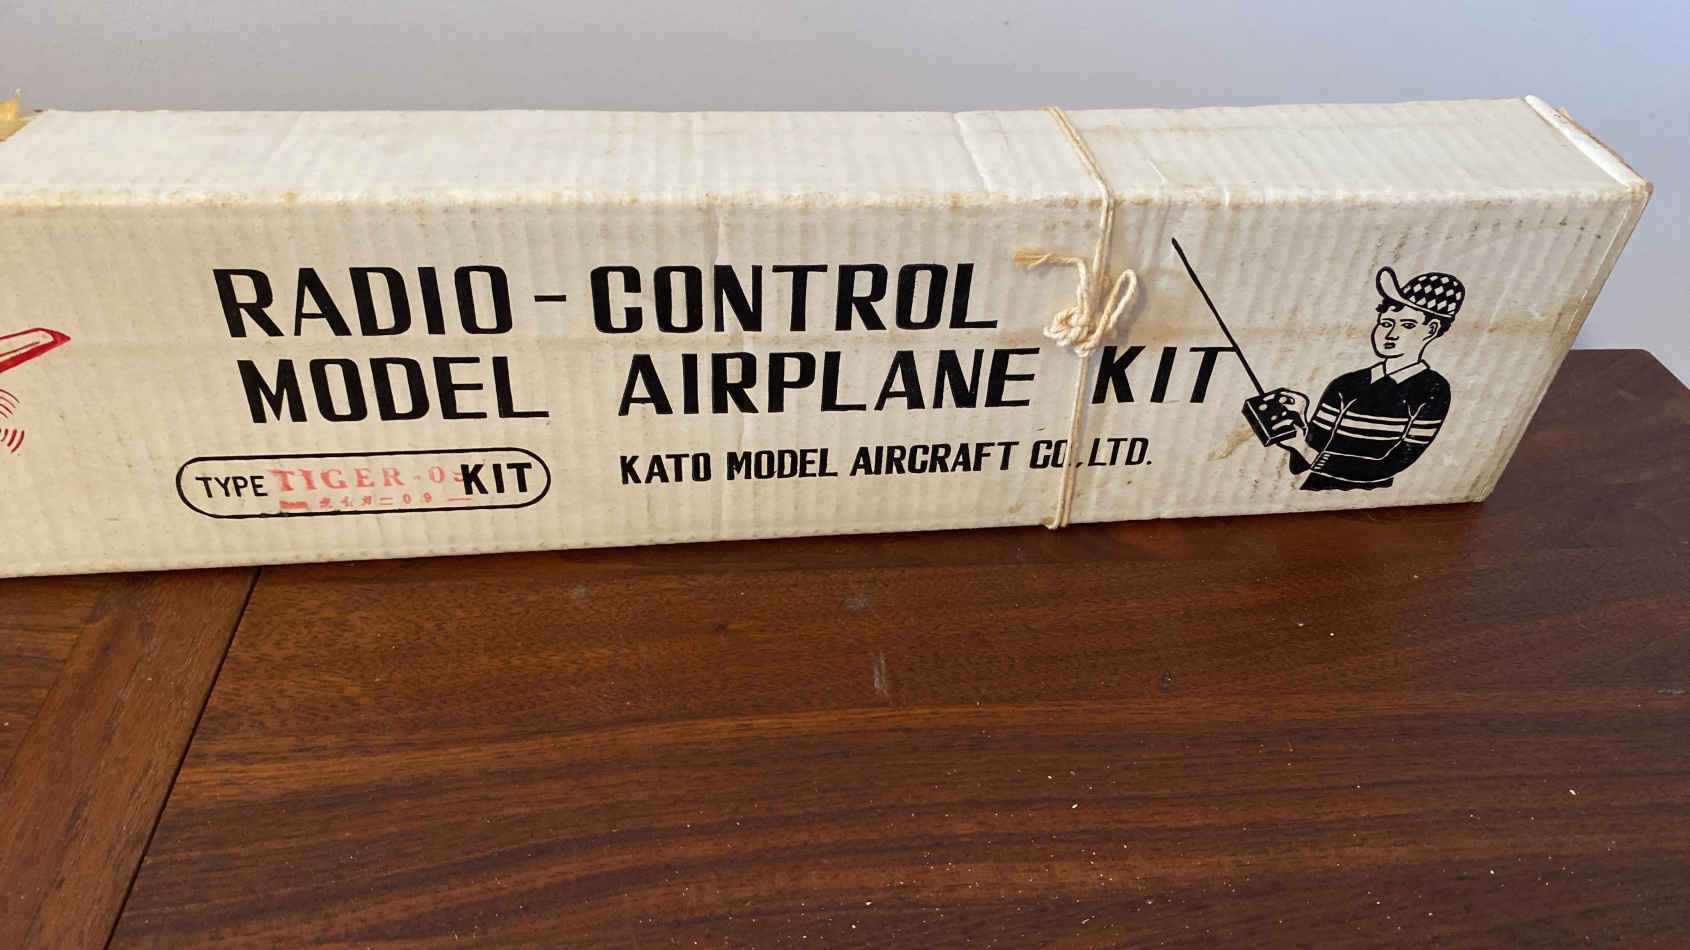 RADIO-CONTROL
MODEL AIRPLANE KIT
KATO MODEL AIRCRAFT CO.,LTD.
TYPE TIGER-0 KIT
タイガー09